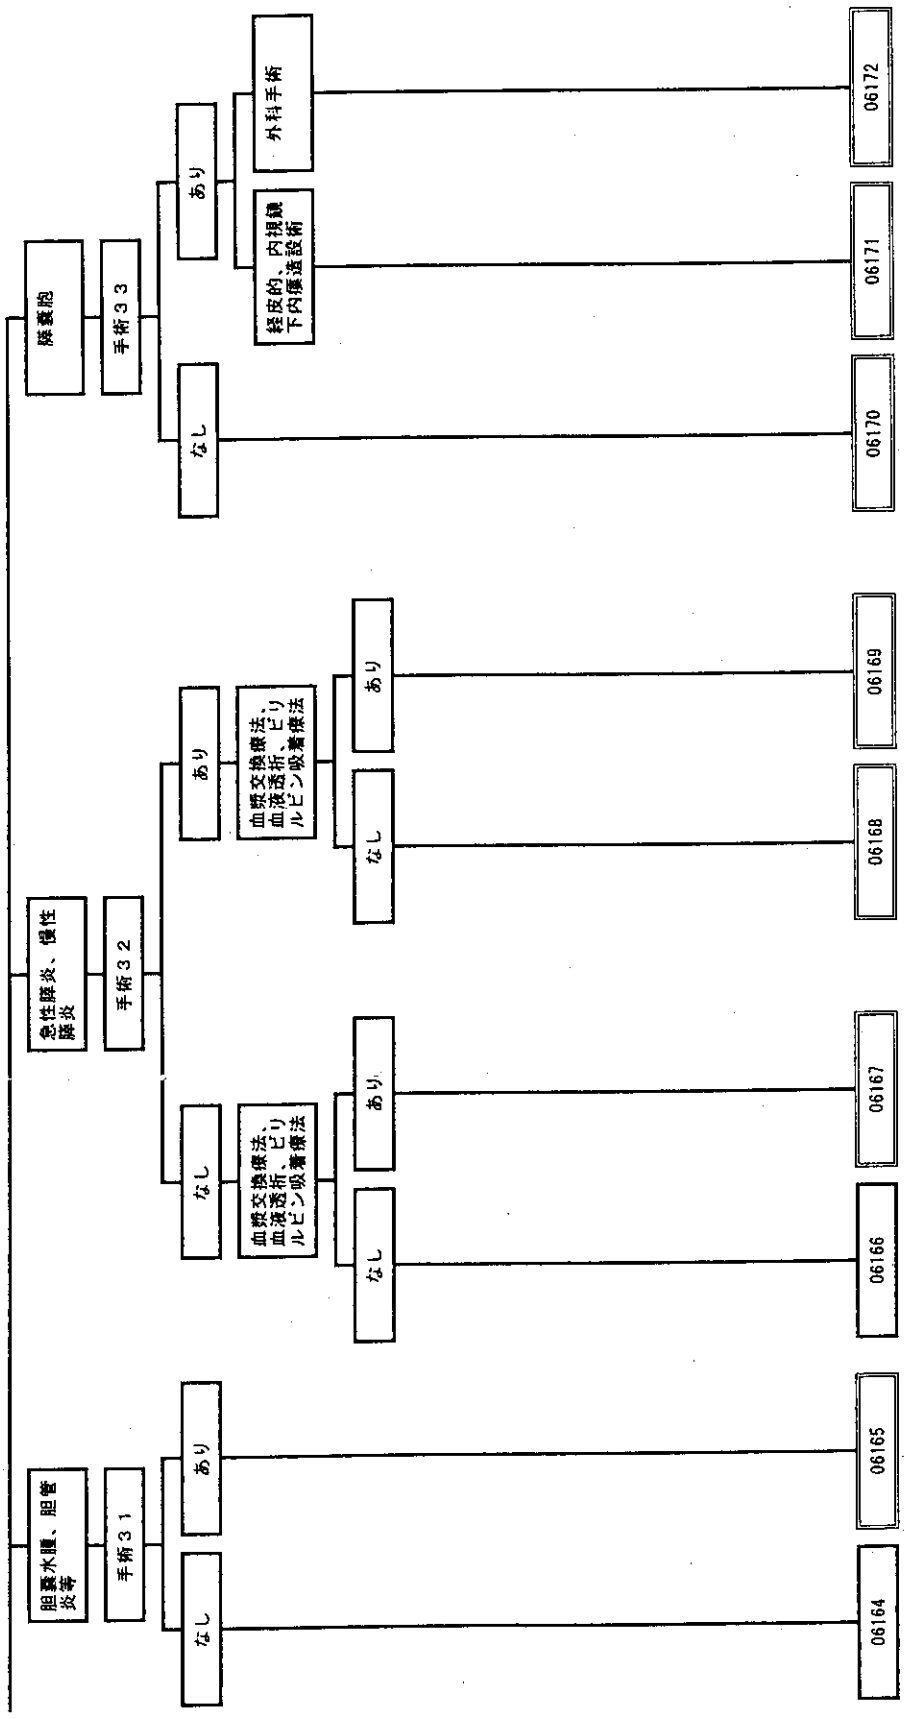 胆嚢水腫、胆管
炎等
手術３１
なし
あり
06164
06165
急性膵炎、慢性
膵炎
手術３２
なし
血漿交換療法、
血液透析、ビリ
ルビン吸着療法
なし
あり
06166
06167
あり
血漿交換療法、
血液透析、ビリ
ルビン吸着療法
なし
あり
06168
06169
膵嚢胞
手術３３
なし
あり
経皮的、内視鏡
下内瘻造設術
外科手術
06170
06171
06172